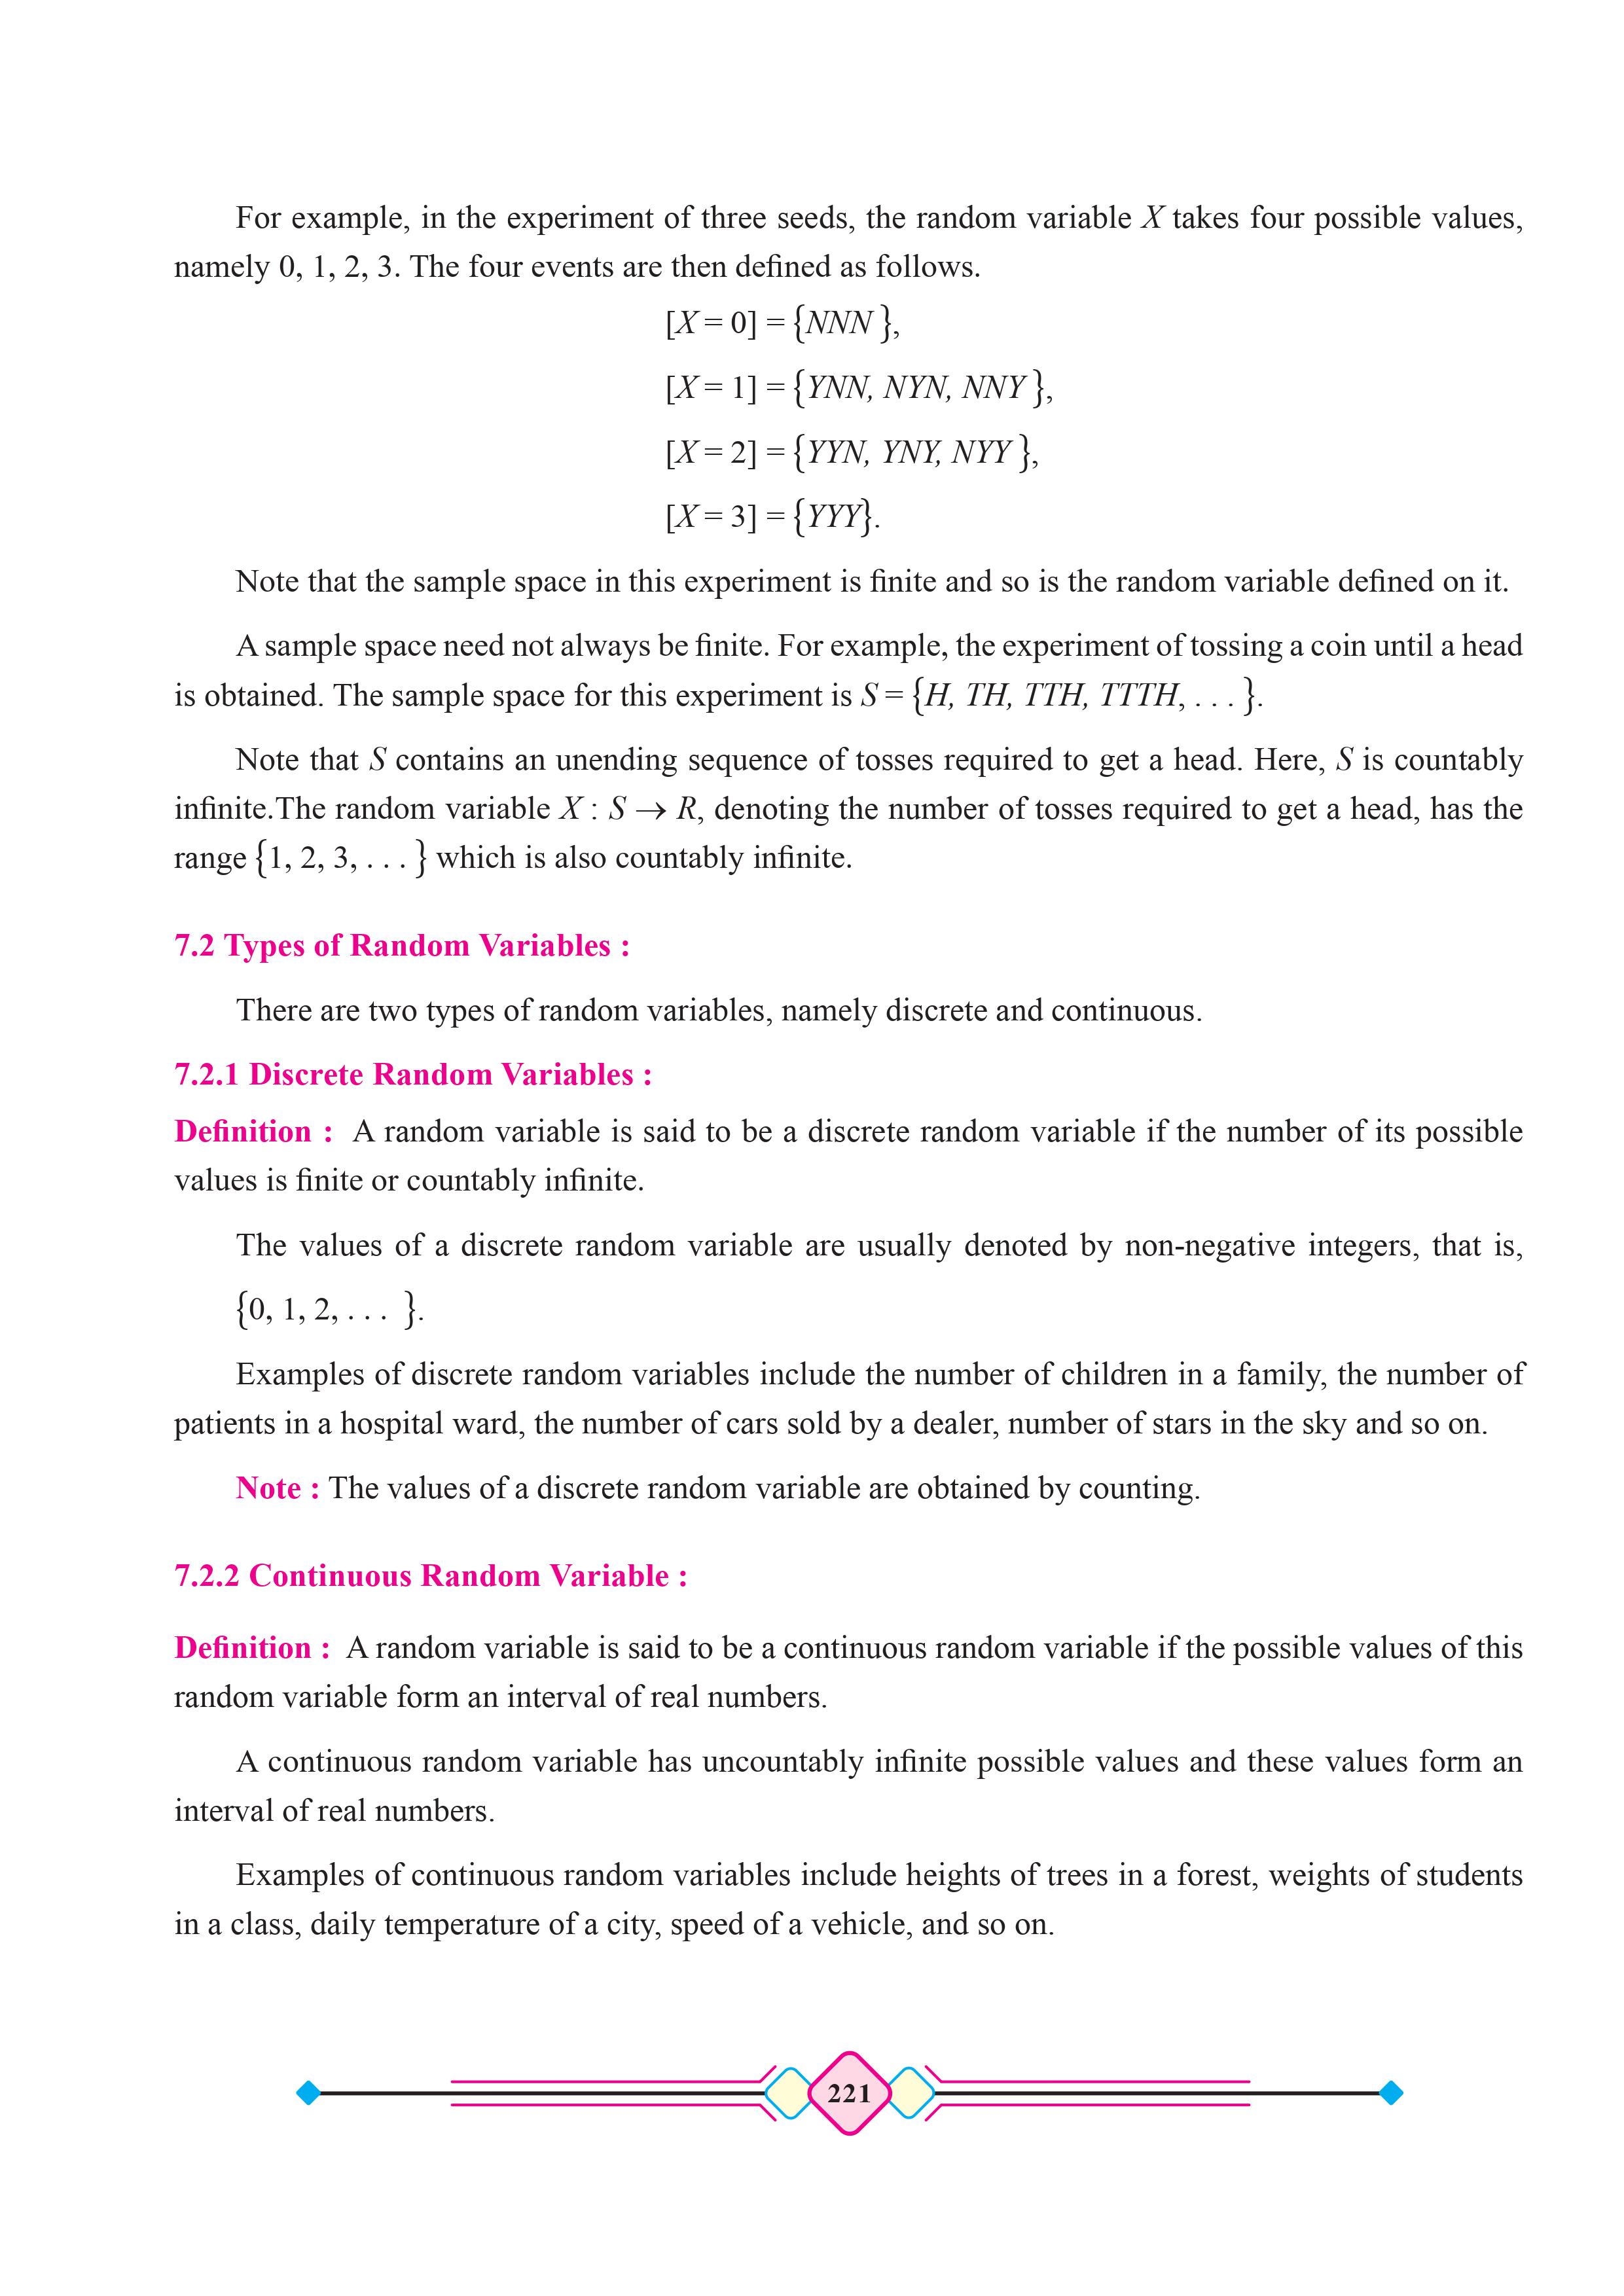 For example, in the experiment of three seeds, the random variable X takes four possible values,
namely 0, 1, 2, 3. The four events are then defined as follows.
[X = 0] = {NNN },
[X = 1] = {YNN, NYN, NNY },
[X = 2] = {YYN, YNY, NYY },
[X = 3] = {YYY}.
Note that the sample space in this experiment is finite and so is the random variable defined on it.
A sample space need not always be finite. For example, the experiment of tossing a coin until a head
is obtained. The sample space for this experiment is S = {H, TH, TTH, TTTH, . . . }.
Note that S contains an unending sequence of tosses required to get a head. Here, S is countably
infinite.The random variable X : S → R, denoting the number of tosses required to get a head, has the
range {1, 2, 3, . . . } which is also countably infinite.
7.2 Types of Random Variables :
There are two types of random variables, namely discrete and continuous.
7.2.1 Discrete Random Variables :
Definition : A random variable is said to be a discrete random variable if the number of its possible
values is finite or countably infinite.
The values of a discrete random variable are usually denoted by non-negative integers, that is,
{0, 1, 2, . . . }.
Examples of discrete random variables include the number of children in a family, the number of
patients in a hospital ward, the number of cars sold by a dealer, number of stars in the sky and so on.
Note : The values of a discrete random variable are obtained by counting.
7.2.2 Continuous Random Variable :
Definition : A random variable is said to be a continuous random variable if the possible values of this
random variable form an interval of real numbers.
A continuous random variable has uncountably infinite possible values and these values form an
interval of real numbers.
Examples of continuous random variables include heights of trees in a forest, weights of students
in a class, daily temperature of a city, speed of a vehicle, and so on.
221